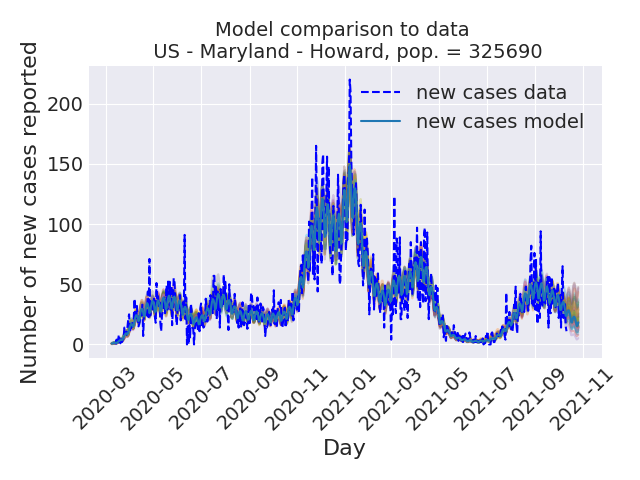 Model comparison to data
US - Maryland - Howard, pop. = 325690
Number of new cases reported
200
150
100
50
0
new cases data
new cases model
2020-03
2020-05
2020-07
2020-09
2020-11
2021-01
2021-03
2021-05
2021-07
2021-09
2021-11
Day